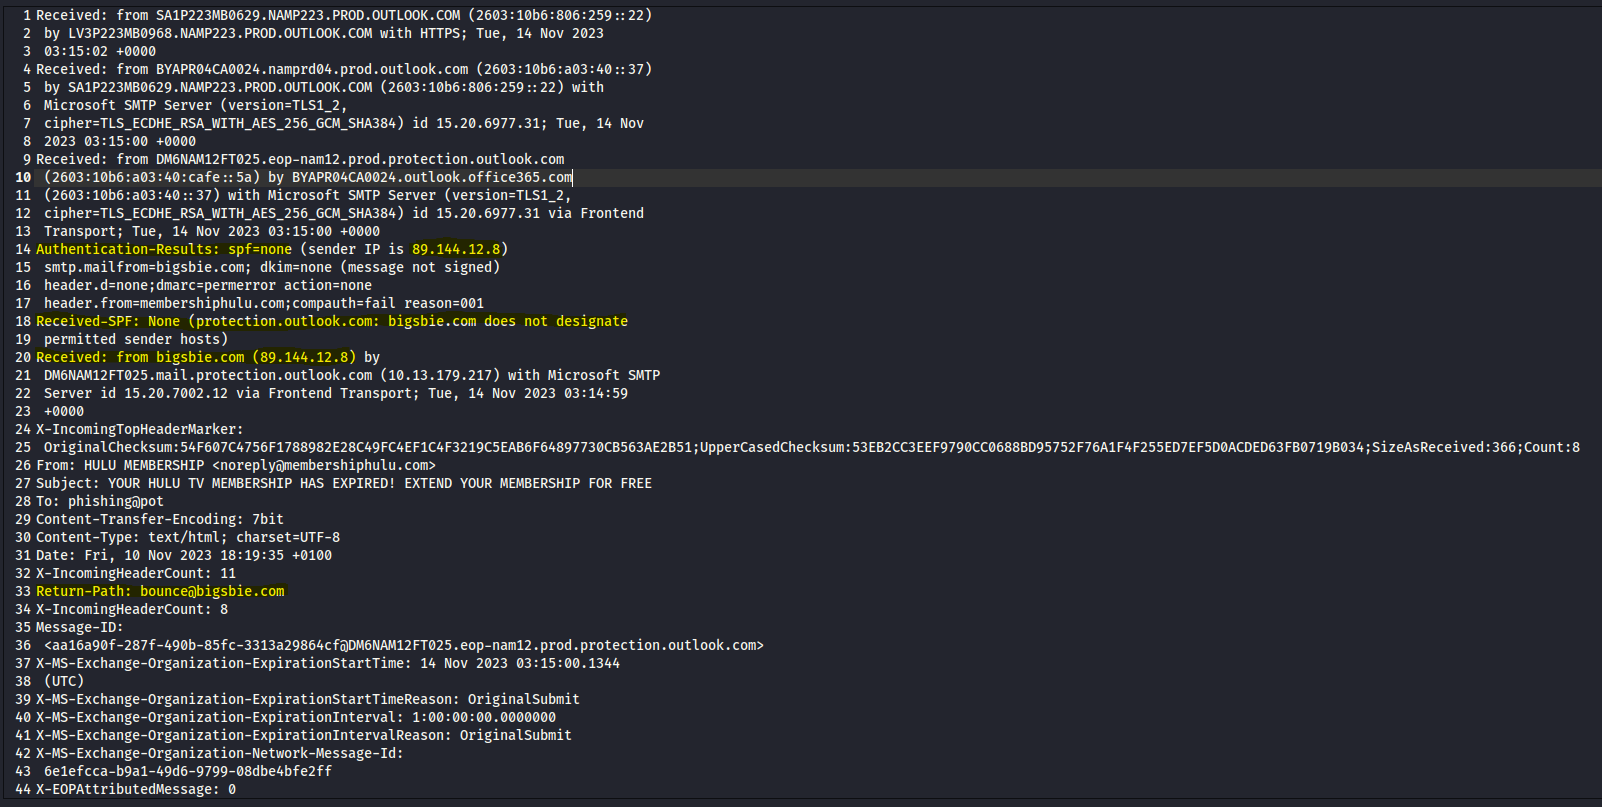 1 Received: from SA1P223MB0629.NAMP223.PROD.OUTLOOK.COM (2603:10b6:806:259::22)
2 by LV3P223MB0968.NAMP223.PROD.OUTLOOK.COM with HTTPS; Tue, 14 Nov 2023
3 03:15:02 +0000
4 Received: from BYAPR04CA0024.namprd04.prod.outlook.com (2603:10b6:a03:40::37)
5 by SA1P223MB0629.NAMP223.PROD.OUTLOOK.COM (2603:10b6:806:259::22) with
6 Microsoft SMTP Server (version=TLS1_2,
7 cipher=TLS_ECDHE_RSA_WITH_AES_256_GCM_SHA384) id 15.20.6977.31; Tue, 14 Nov
8 2023 03:15:00 +0000
9 Received: from DM6NAM12FT025.eop-nam12.prod.protection.outlook.com
10 (2603:10b6:a03:40:cafe::5a) by BYAPR04CA0024.outlook.office365.com
11 (2603:10b6:a03:40::37) with Microsoft SMTP Server (version=TLS1_2,
12 cipher=TLS_ECDHE_RSA_WITH_AES_256_GCM_SHA384) id 15.20.6977.31 via Frontend
13 Transport; Tue, 14 Nov 2023 03:15:00 +0000
14 Authentication-Results: spf=none (sender IP is 89.144.12.8)
15 smtp.mailfrom=bigsbie.com; dkim=none (message not signed)
16 header.d=none;dmarc=permerror action=none
17 header.from=membershiphulu.com;compauth=fail reason=001
18 Received-SPF: None (protection.outlook.com: bigsbie.com does not designate
19 permitted sender hosts)
20 Received: from bigsbie.com (89.144.12.8) by
21 DM6NAM12FT025.mail.protection.outlook.com (10.13.179.217) with Microsoft SMTP
22 Server id 15.20.7002.12 via Frontend Transport; Tue, 14 Nov 2023 03:14:59
23 +0000
24 X-IncomingTopHeaderMarker:
25 OriginalChecksum:54F607C4756F1788982E28C49FC4EF1C4F3219C5EAB6F64897730CB563AE2B51;UpperCasedChecksum:53EB2CC3EEF9790CC0688BD95752F76A1F4F255ED7EF5D0ACDED63FB0719B034;SizeAsReceived:366;Count:8
26 From: HULU MEMBERSHIP <noreply@membershiphulu.com>
27 Subject: YOUR HULU TV MEMBERSHIP HAS EXPIRED! EXTEND YOUR MEMBERSHIP FOR FREE
28 To: phishing@pot
29 Content-Transfer-Encoding: 7bit
30 Content-Type: text/html; charset=UTF-8
31 Date: Fri, 10 Nov 2023 18:19:35 +0100
32 X-IncomingHeaderCount: 11
33 Return-Path: bounce@bigsbie.com
34 X-IncomingHeaderCount: 8
35 Message-ID:
36 <aa16a90f-287f-490b-85fc-3313a29864cf@DM6NAM12FT025.eop-nam12.prod.protection.outlook.com>
37 X-MS-Exchange-Organization-ExpirationStartTime: 14 Nov 2023 03:15:00.1344
38 (UTC)
39 X-MS-Exchange-Organization-ExpirationStartTimeReason: OriginalSubmit
40 X-MS-Exchange-Organization-ExpirationInterval: 1:00:00:00.0000000
41 X-MS-Exchange-Organization-ExpirationIntervalReason: OriginalSubmit
42 X-MS-Exchange-Organization-Network-Message-Id:
43 6e1efcca-b9a1-49d6-9799-08dbe4bfe2ff
44 X-EOPAttributedMessage: 0